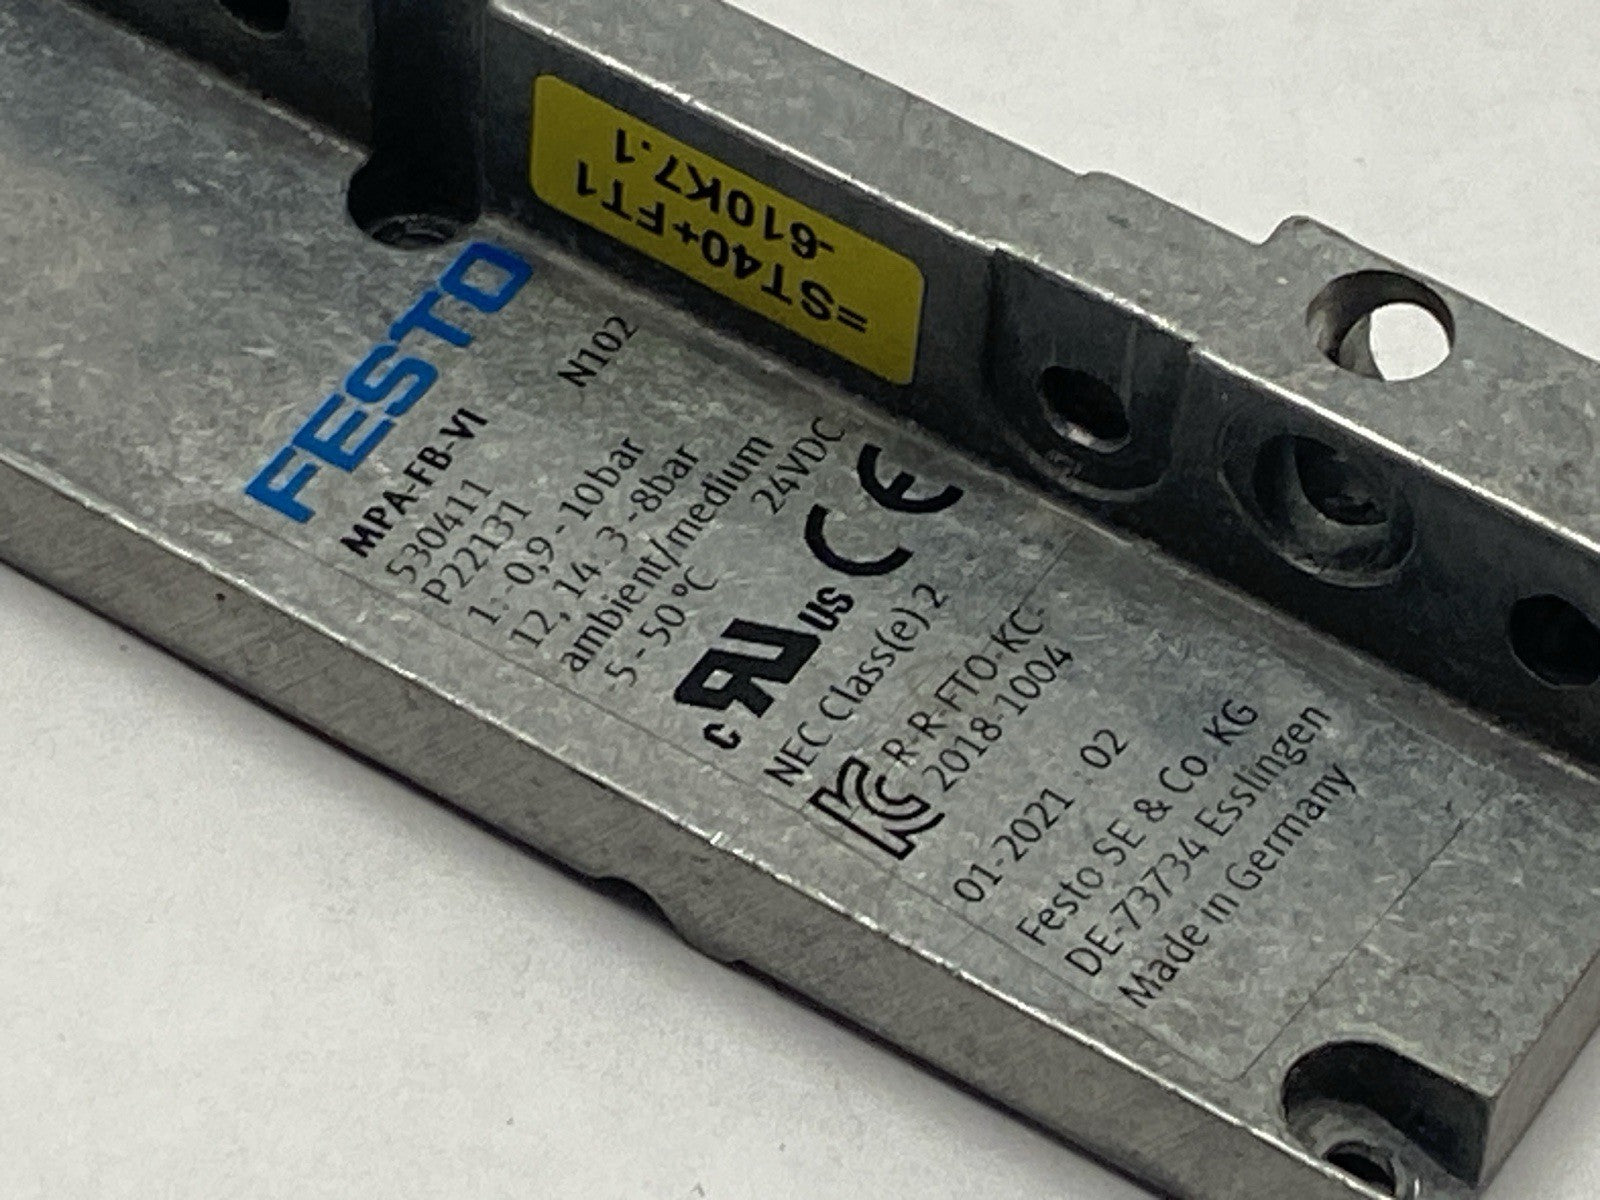 =ST40+FT1
-610K7.1
FESTO
MPA-FB-VI N102
530411
P22131
1: -0,9 - 10bar
12, 14: 3 - 8bar
ambient/medium
-5 - 50 °C 24VDC
c RU US CE
NEC Class(e) 2
R-R-FTO-KC-
2018-1004
01-2021 : 02
Festo SE & Co. KG
DE-73734 Esslingen
Made in Germany